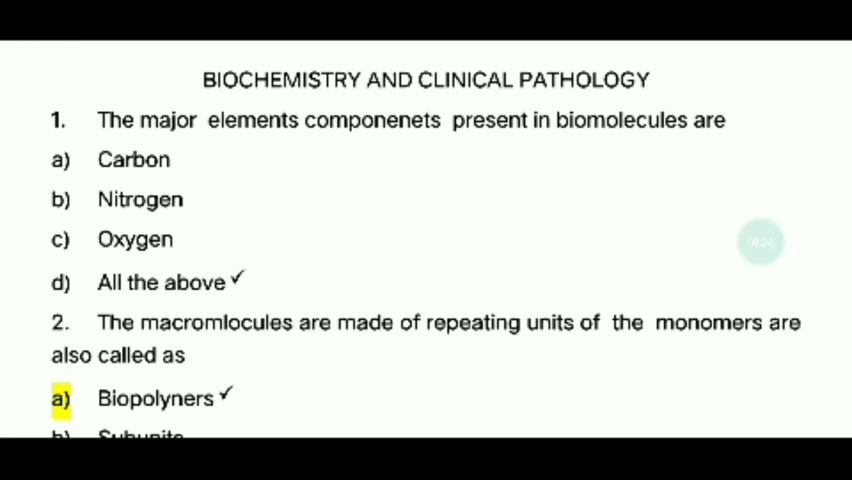 BIOCHEMISTRY AND CLINICAL PATHOLOGY
1. The major elements componenets present in biomolecules are
a) Carbon
b) Nitrogen
c) Oxygen
d) All the above ✓
2. The macromlocules are made of repeating units of the monomers are
also called as
a) Biopolyners ✓
b) Subunits